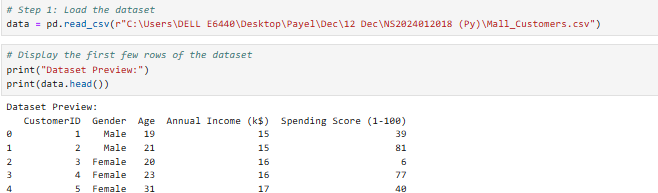 # Step 1: Load the dataset
data = pd.read_csv(r"C:\Users\DELL E6440\Desktop\Payel\Dec\12 Dec\NS2024012018 (Py)\Mall_Customers.csv")
# Display the first few rows of the dataset
print("Dataset Preview:")
print(data.head())
Dataset Preview:
CustomerID Gender Age Annual Income (k$) Spending Score (1-100)
0 1 Male 19 15 39
1 2 Male 21 15 81
2 3 Female 20 16 6
3 4 Female 23 16 77
4 5 Female 31 17 40